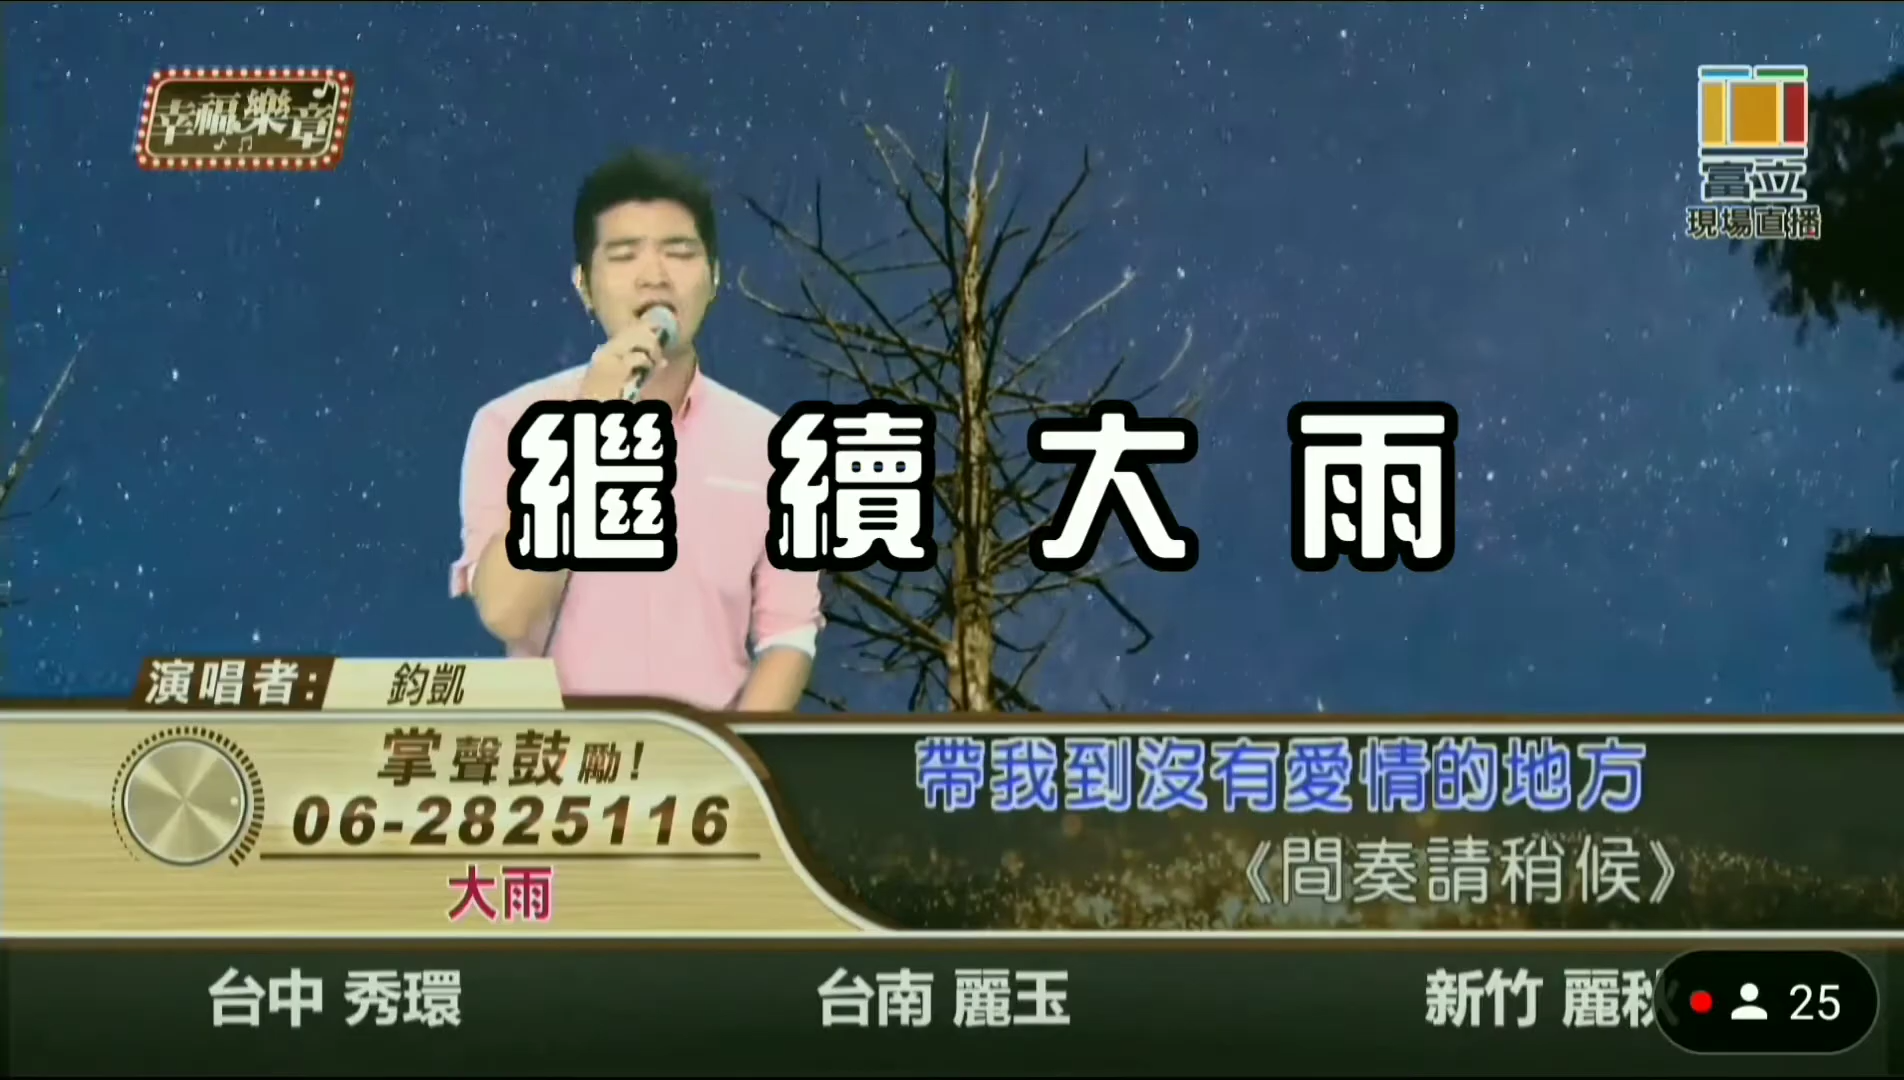 幸福樂章
富立
現場直播
繼續大雨
演唱者: 鈞凱
掌聲鼓勵!
06-2825116
大雨
帶我到沒有愛情的地方
《間奏請稍候》
台中 秀環 台南 麗玉 新竹 麗秋
25